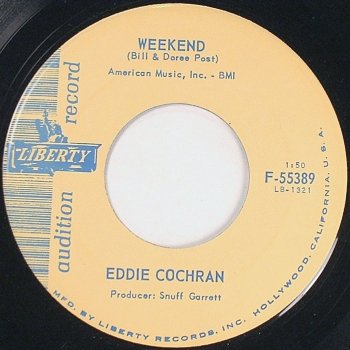 WEEKEND
(Bill & Doree Post)
American Music, Inc. - BMI
LIBERTY
audition record
1:50
F-55389
LB-1321
EDDIE COCHRAN
Producer: Snuff Garrett
MFG. BY LIBERTY RECORDS, INC. HOLLYWOOD, CALIFORNIA, U.S.A.